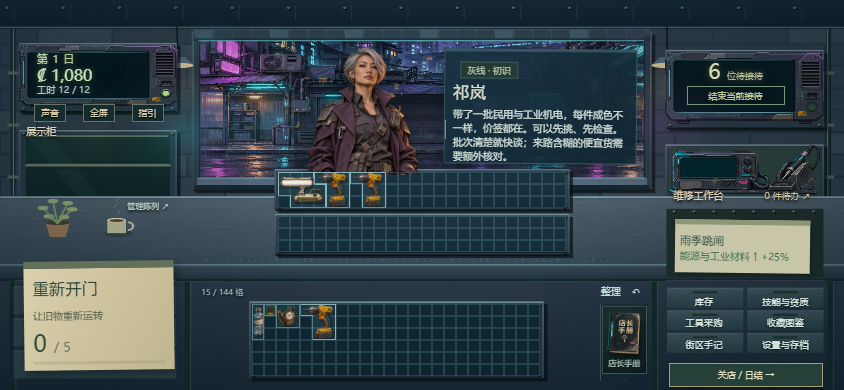 第 1 日
₡ 1,080
工时 12 / 12
声音
全屏
指引
展示柜
管理陈列 ↗
灰线 · 初识
祁岚
带了一批民用与工业机电，每件成色不
一样，价签都在。可以先挑、先检查。
批次清楚就快谈；来路含糊的便宜货需
要额外核对。
6 位待接待
结束当前接待
维修工作台
0 件待办 ↗
雨季跳闸
能源与工业材料 ↑ +25%
重新开门
让旧物重新运转
0 / 5
15 / 144 格
整理 ↶
店长
手册
店长手册
库存
技能与资质
工具采购
收藏图鉴
街区手记
设置与存档
关店 / 日结 →